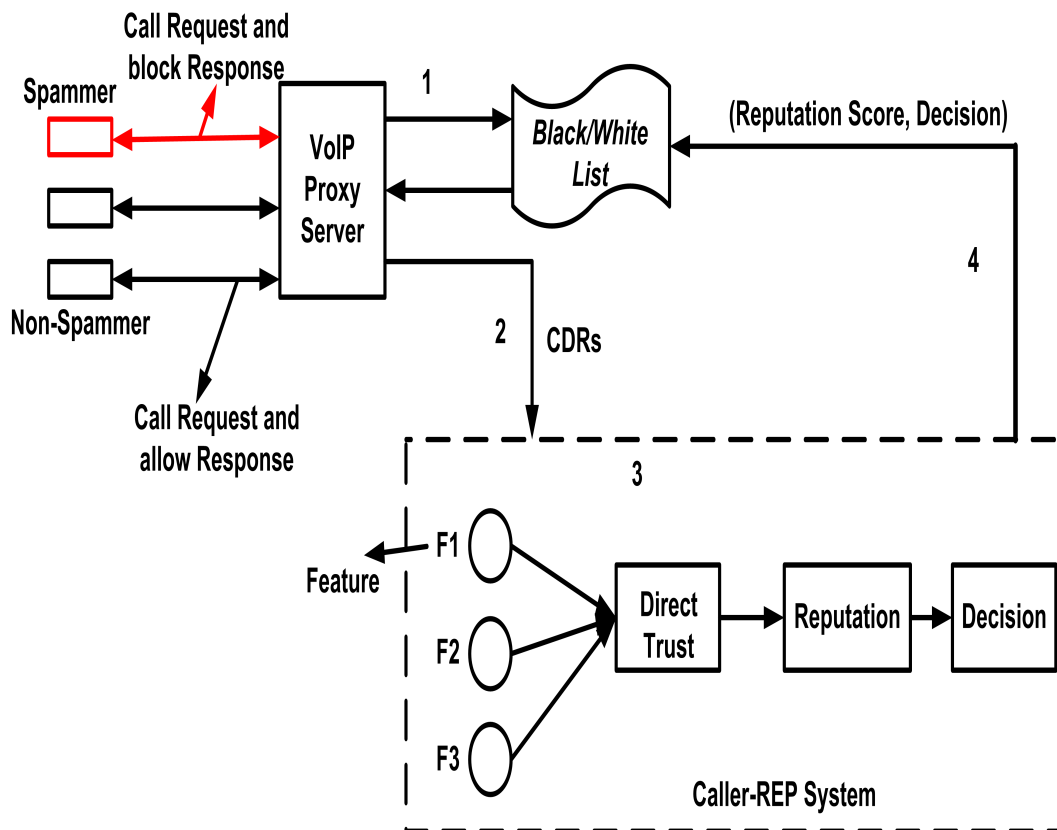 Call Request and
block Response
Spammer
1
VoIP
Proxy
Server
Black/White
List
(Reputation Score, Decision)
4
Non-Spammer
2
CDRs
Call Request and
allow Response
3
F1
Feature
F2
F3
Direct
Trust
Reputation
Decision
Caller-REP System